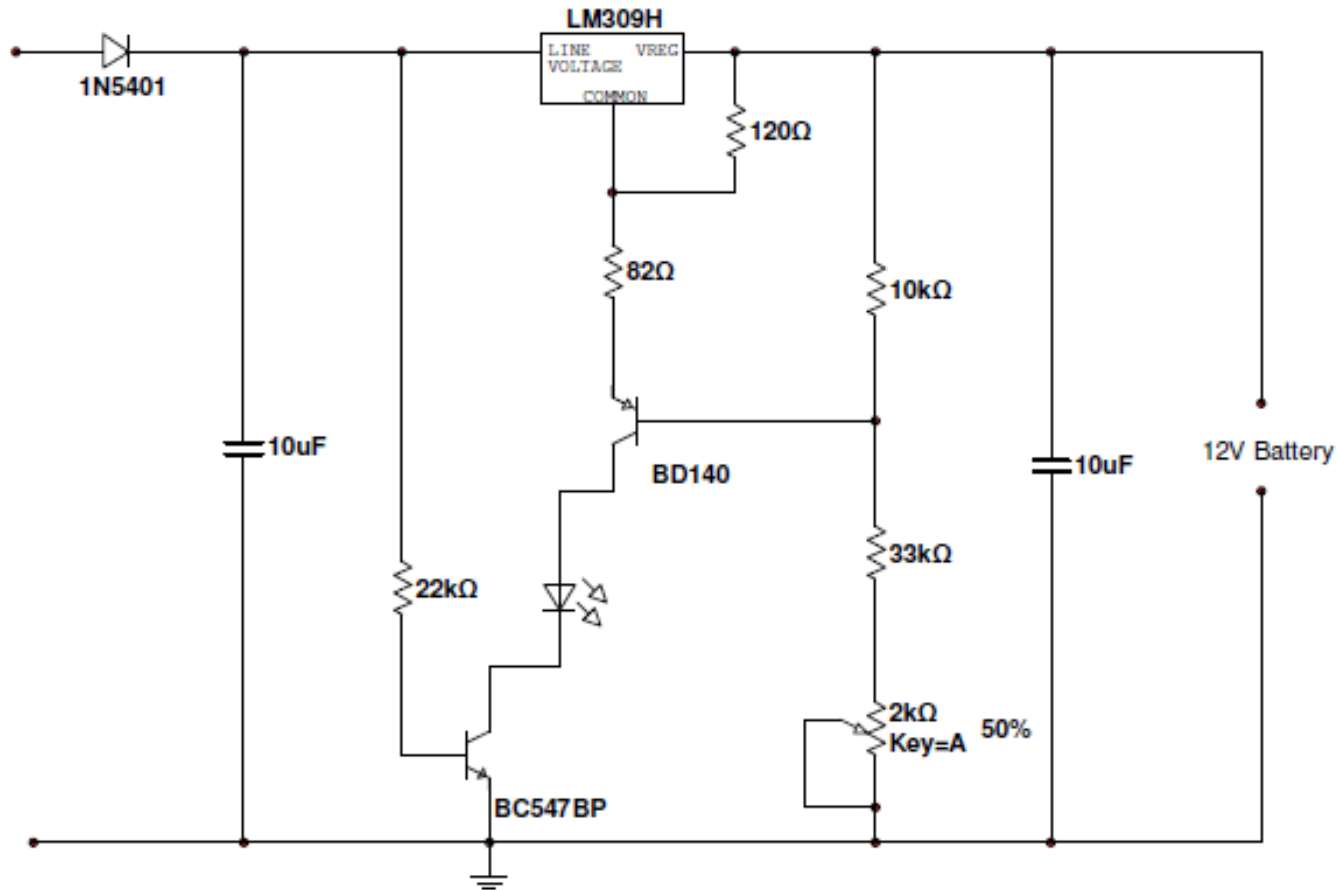 LM309H
LINE VREG
VOLTAGE
COMMON
1N5401
120Ω
82Ω
10kΩ
10uF
BD140
10uF
12V Battery
33kΩ
22kΩ
2kΩ
Key=A 50%
BC547BP